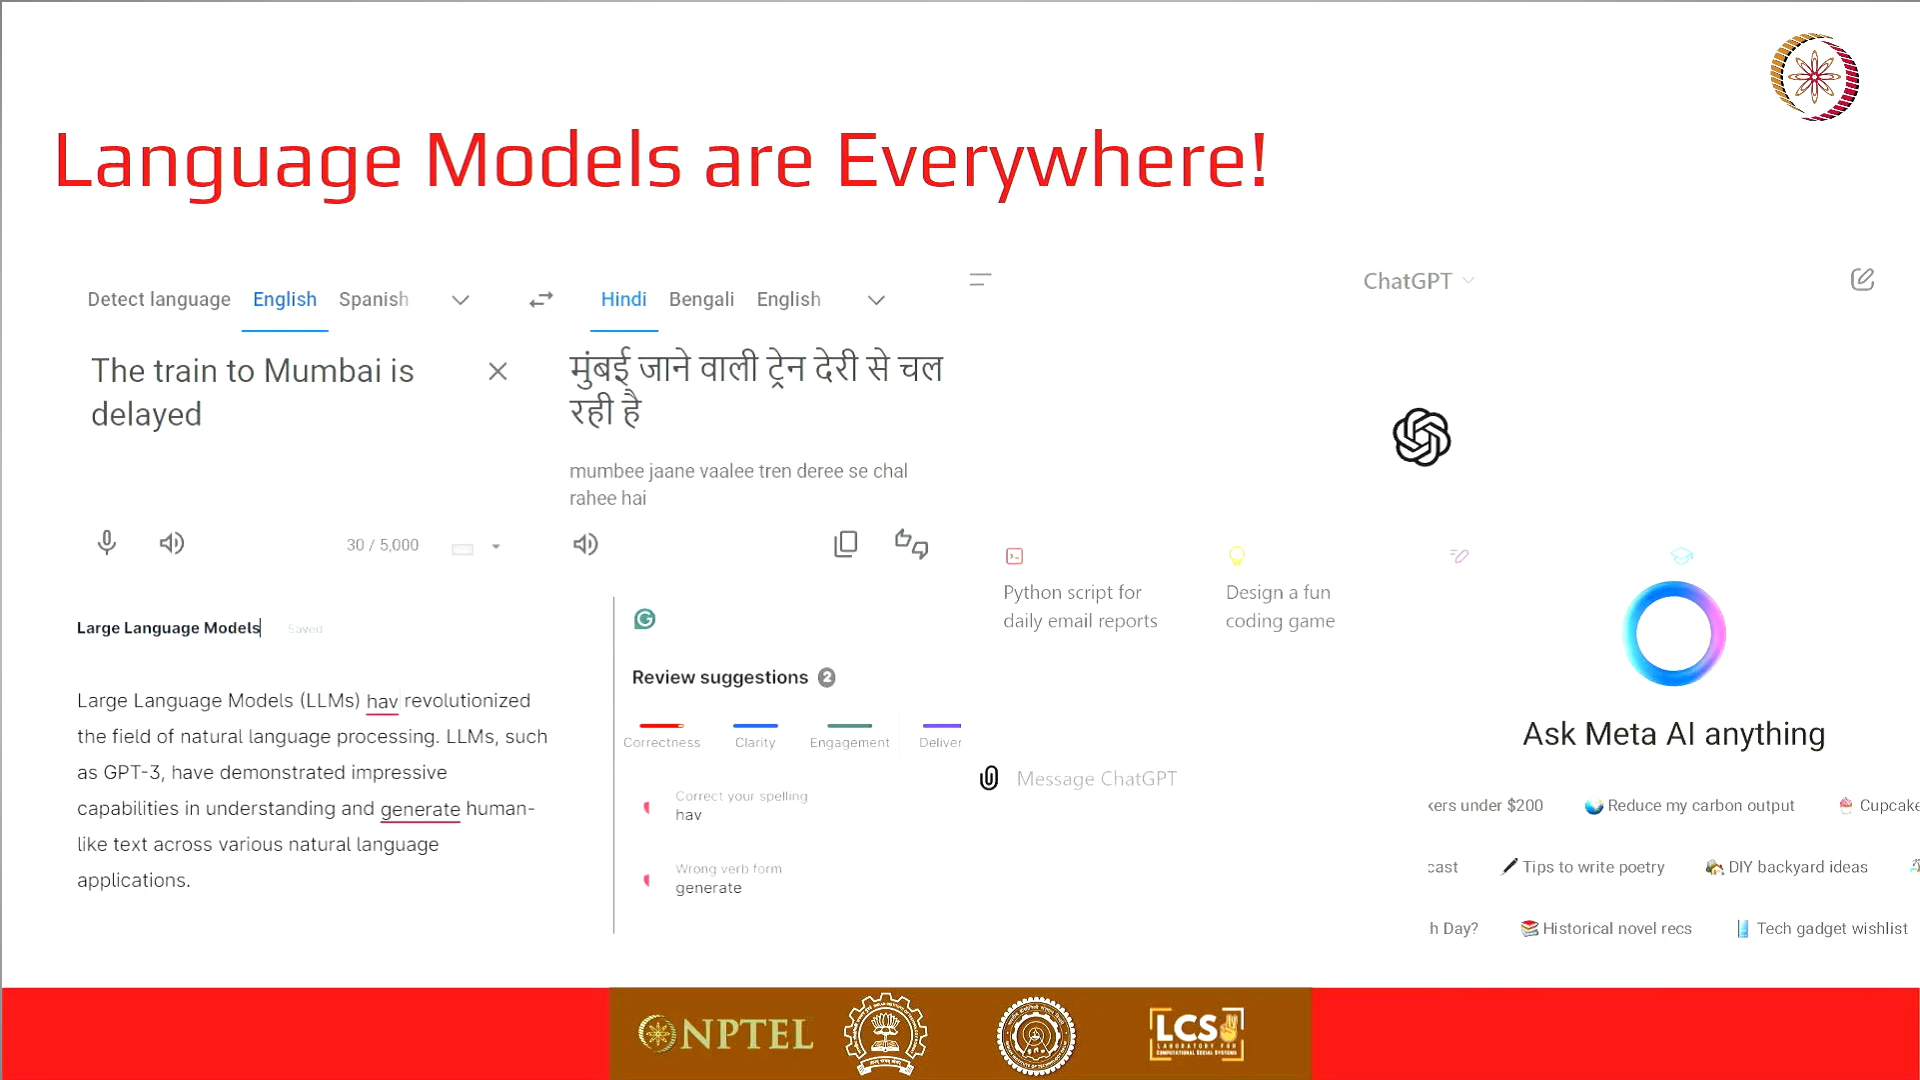 Language Models are Everywhere!
Detect language English Spanish
Hindi Bengali English
The train to Mumbai is
delayed
मुंबई जाने वाली ट्रेन देरी से चल
रही है
mumbee jaane vaalee tren deree se chal
rahee hai
30 / 5,000
Large Language Models Saved
Large Language Models (LLMs) hav revolutionized
the field of natural language processing. LLMs, such
as GPT-3, have demonstrated impressive
capabilities in understanding and generate human-
like text across various natural language
applications.
Review suggestions 2
Correctness Clarity Engagement Deliver
Correct your spelling
hav
Wrong verb form
generate
ChatGPT
Python script for
daily email reports
Design a fun
coding game
Message ChatGPT
Ask Meta AI anything
kers under $200 Reduce my carbon output Cupcake
cast Tips to write poetry DIY backyard ideas
h Day? Historical novel recs Tech gadget wishlist
NPTEL
LCS
LABORATORY FOR
COMPUTATIONAL SOCIAL SYSTEMS